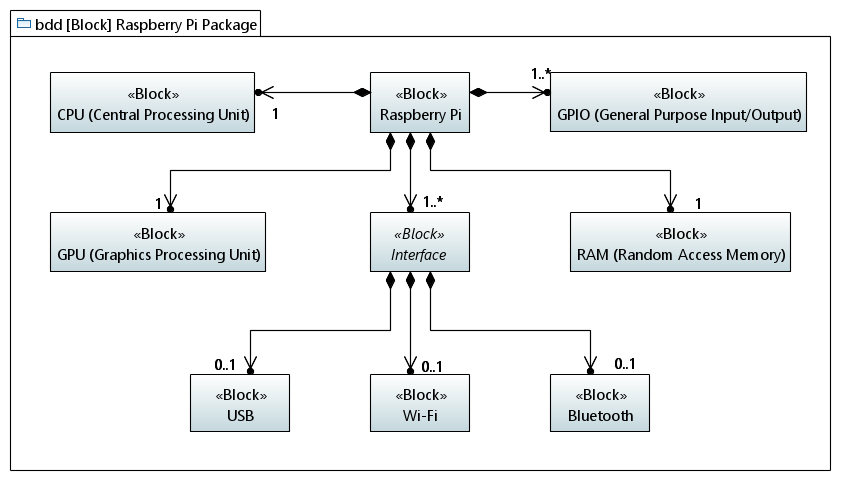 bdd [Block] Raspberry Pi Package
«Block»
CPU (Central Processing Unit)
1
«Block»
Raspberry Pi
1..*
«Block»
GPIO (General Purpose Input/Output)
1
«Block»
GPU (Graphics Processing Unit)
1..*
«Block»
Interface
1
«Block»
RAM (Random Access Memory)
0..1
«Block»
USB
0..1
«Block»
Wi-Fi
0..1
«Block»
Bluetooth